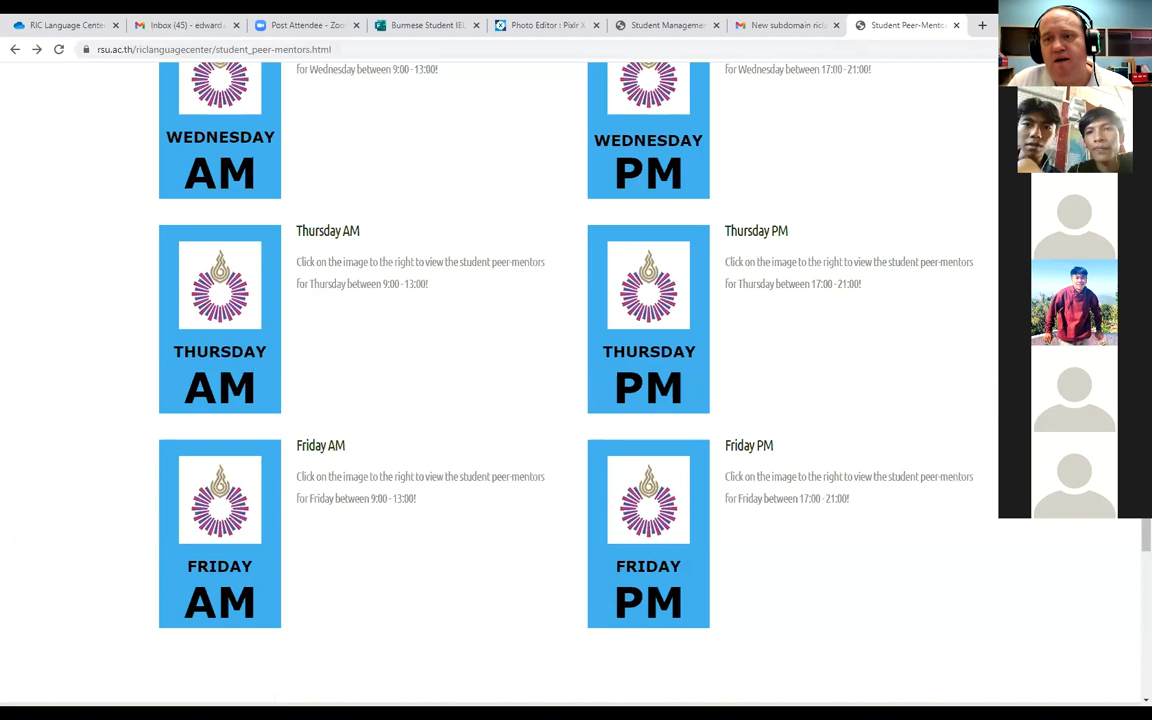 RIC Language Cente
Inbox (45) - edward.
Post Attendee - Zoo
Burmese Student IEL
Photo Editor : Pixlr X
Student Manageme
New subdomain ricla
Student Peer-Mento
rsu.ac.th/riclanguagecenter/student_peer-mentors.html
for Wednesday between 9:00 - 13:00!
for Wednesday between 17:00 - 21:00!
WEDNESDAY
AM
WEDNESDAY
PM
Thursday AM
Click on the image to the right to view the student peer-mentors
for Thursday between 9:00 - 13:00!
THURSDAY
AM
Thursday PM
Click on the image to the right to view the student peer-mentors
for Thursday between 17:00 - 21:00!
THURSDAY
PM
Friday AM
Click on the image to the right to view the student peer-mentors
for Friday between 9:00 - 13:00!
FRIDAY
AM
Friday PM
Click on the image to the right to view the student peer-mentors
for Friday between 17:00 - 21:00!
FRIDAY
PM